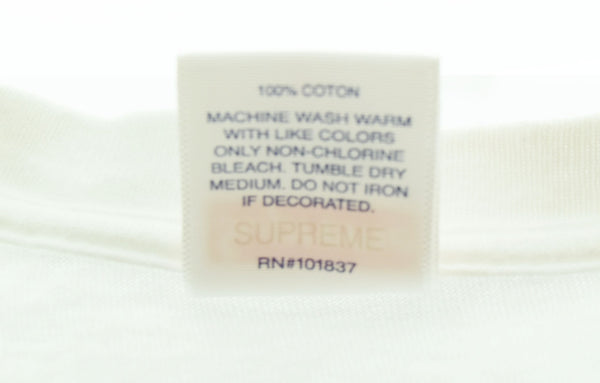 100% COTON
MACHINE WASH WARM
WITH LIKE COLORS
ONLY NON-CHLORINE
BLEACH. TUMBLE DRY
MEDIUM. DO NOT IRON
IF DECORATED.
SUPREME
RN#101837